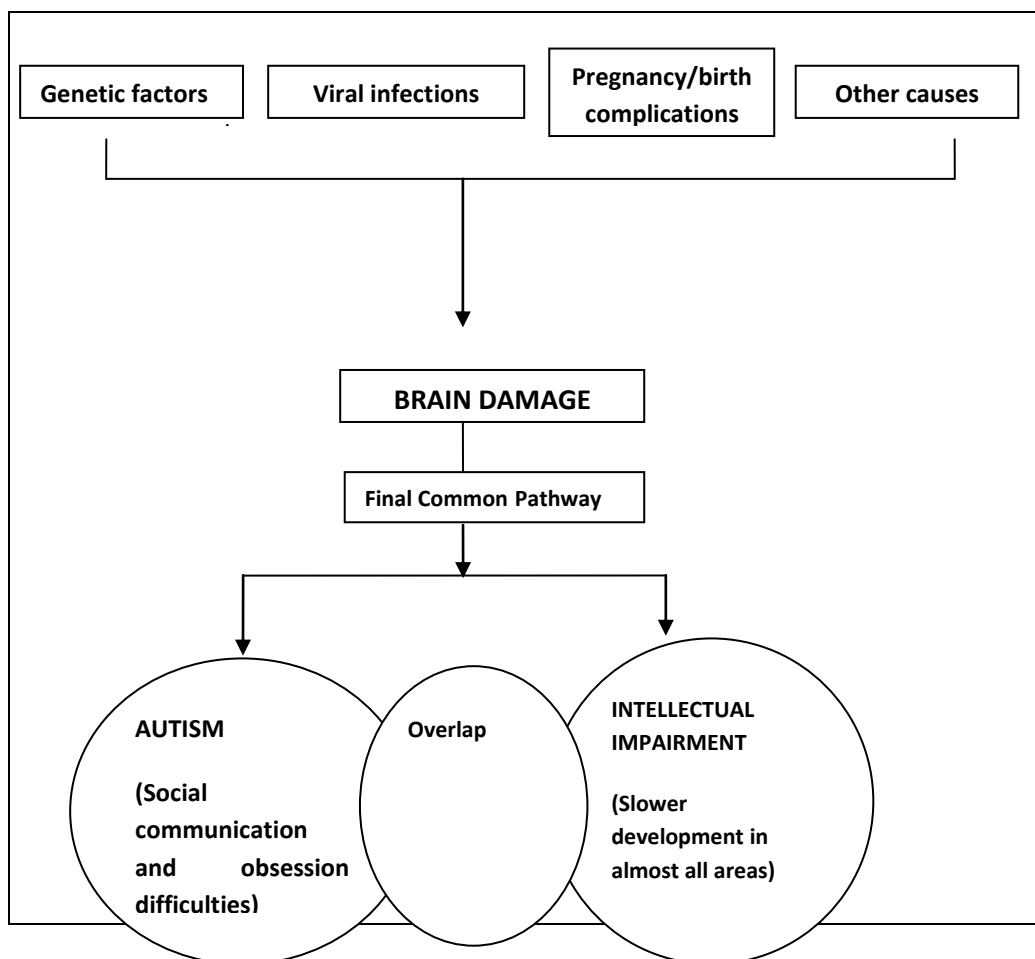 Genetic factors
Viral infections
Pregnancy/birth
complications
Other causes
BRAIN DAMAGE
Final Common Pathway
AUTISM
(Social
communication
and obsession
difficulties)
Overlap
INTELLECTUAL
IMPAIRMENT
(Slower
development in
almost all areas)